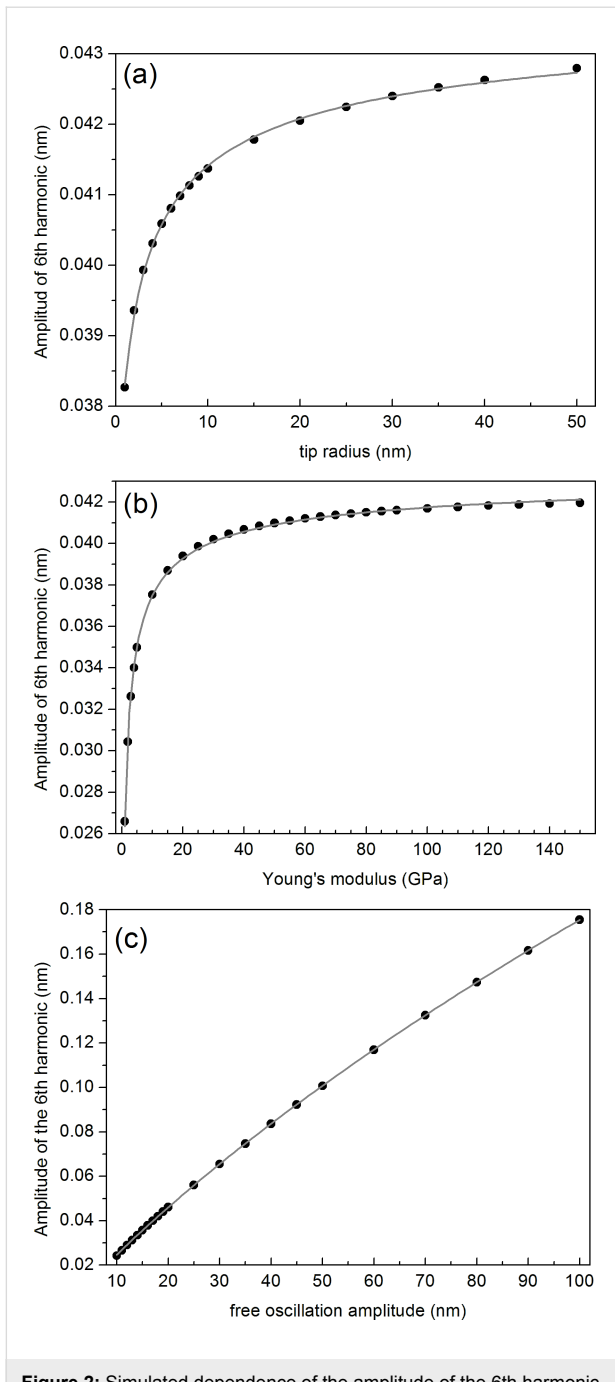 (a)
0.043
0.042
0.041
0.040
0.039
0.038
Amplitud of 6th harmonic (nm)
0 10 20 30 40 50
tip radius (nm)
(b)
0.042
0.040
0.038
0.036
0.034
0.032
0.030
0.028
0.026
Amplitude of 6th harmonic (nm)
0 20 40 60 80 100 120 140
Young's modulus (GPa)
(c)
0.18
0.16
0.14
0.12
0.10
0.08
0.06
0.04
0.02
Amplitude of the 6th harmonic (nm)
10 20 30 40 50 60 70 80 90 100
free oscillation amplitude (nm)
Figure 2: Simulated dependence of the amplitude of the 6th harmonic